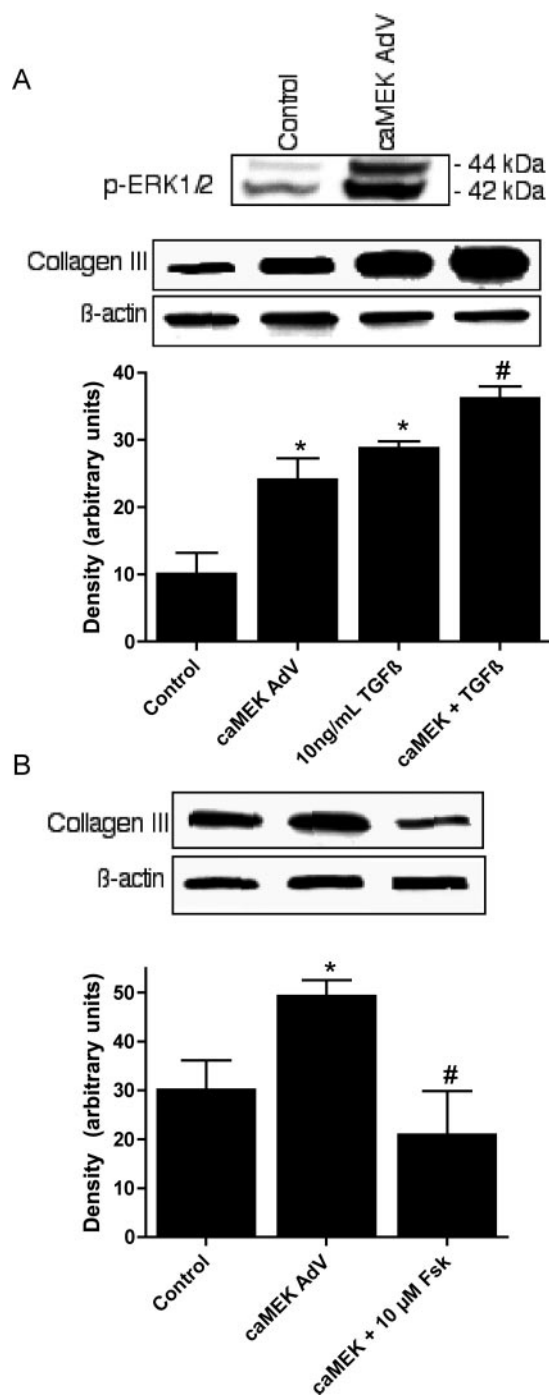 A
Control
caMEK AdV
p-ERK1/2
- 44 kDa
- 42 kDa
Collagen III
ß-actin
Density (arbitrary units)
40
30
20
10
0
*
*
#
Control
caMEK AdV
10ng/mL TGFß
caMEK + TGFß
B
Collagen III
ß-actin
Density (arbitrary units)
50
40
30
20
10
0
*
#
Control
caMEK AdV
caMEK + 10 µM Fsk